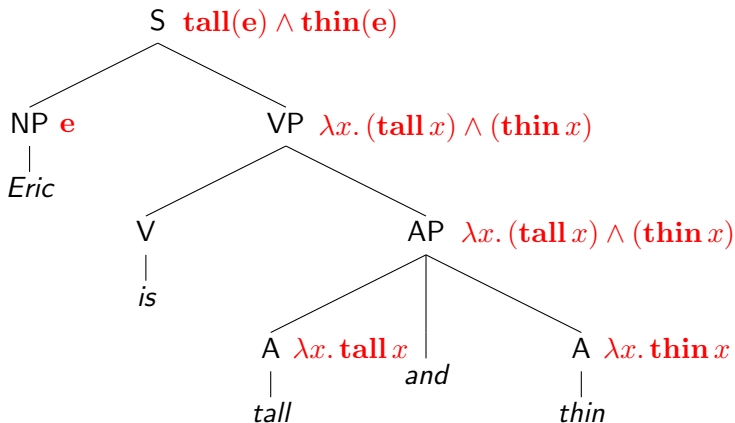 S tall(e) ∧ thin(e)
NP e VP λx. (tall x) ∧ (thin x)
Eric
V AP λx. (tall x) ∧ (thin x)
is
A λx. tall x A λx. thin x
and
tall thin